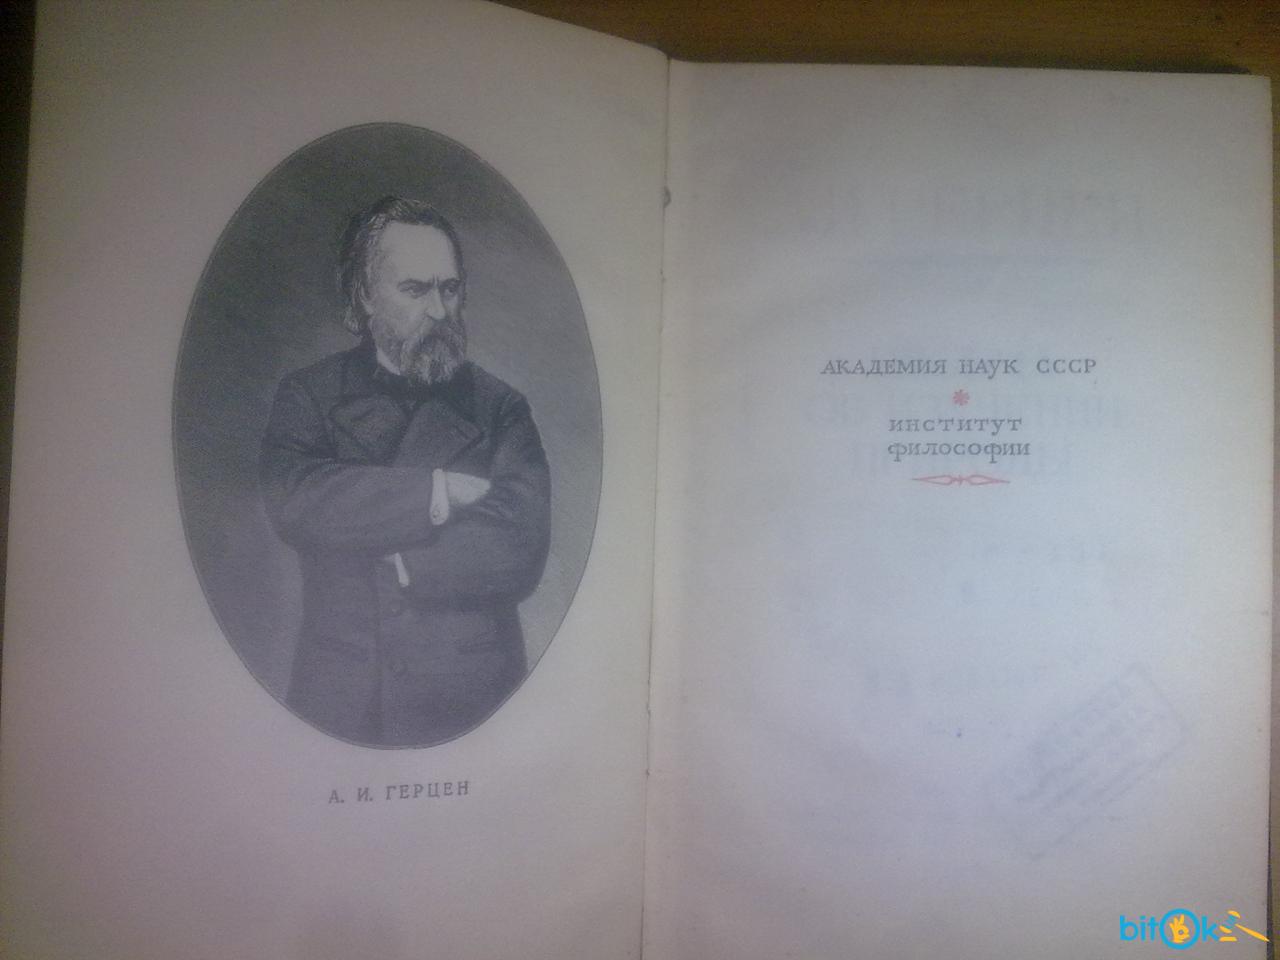 А. И. ГЕРЦЕН
АКАДЕМИЯ НАУК СССР
ИНСТИТУТ
ФИЛОСОФИИ
bitOk